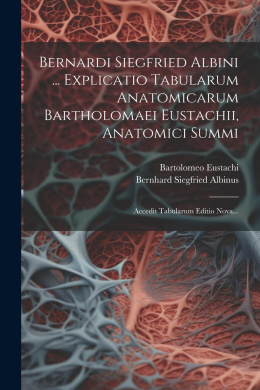 Bernardi Siegfried Albini
... Explicatio Tabularum
Anatomicarum
Bartholomaei Eustachii,
Anatomici Summi
Bartolomeo Eustachi
Bernhard Siegfried Albinus
Accedit Tabularum Editio Nova...